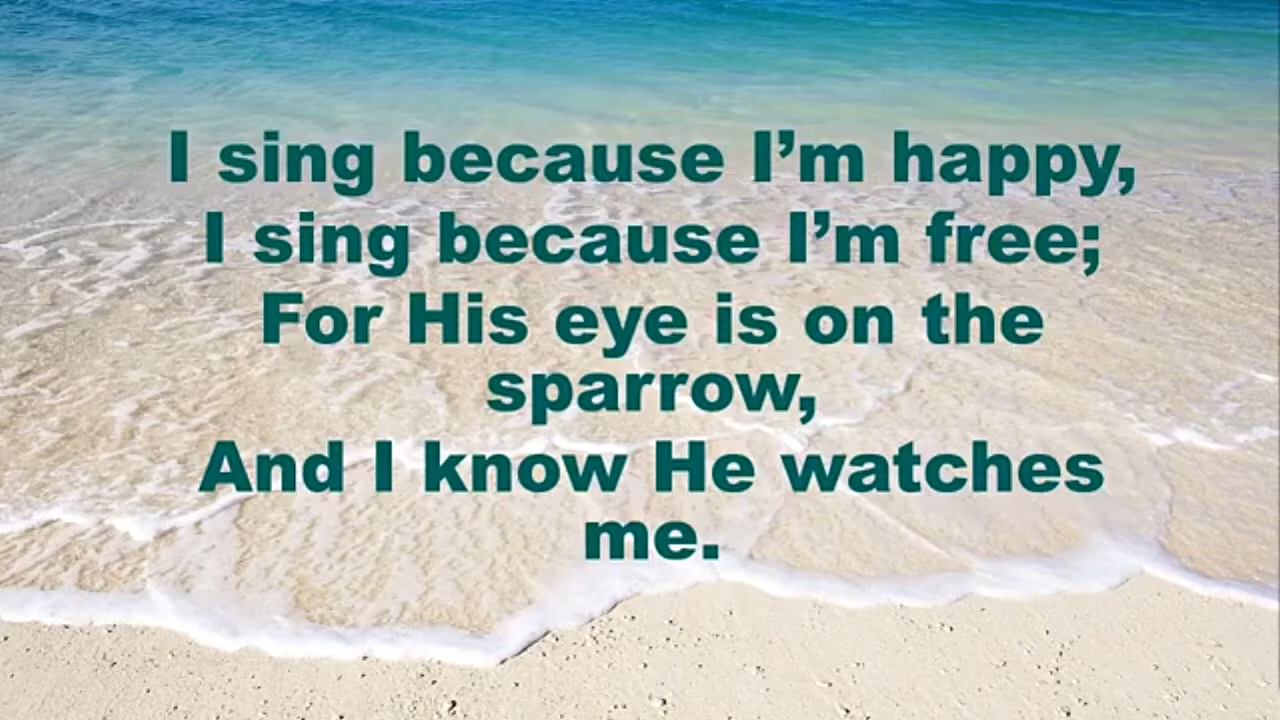 I sing because I’m happy,
I sing because I’m free;
For His eye is on the
sparrow,
And I know He watches
me.